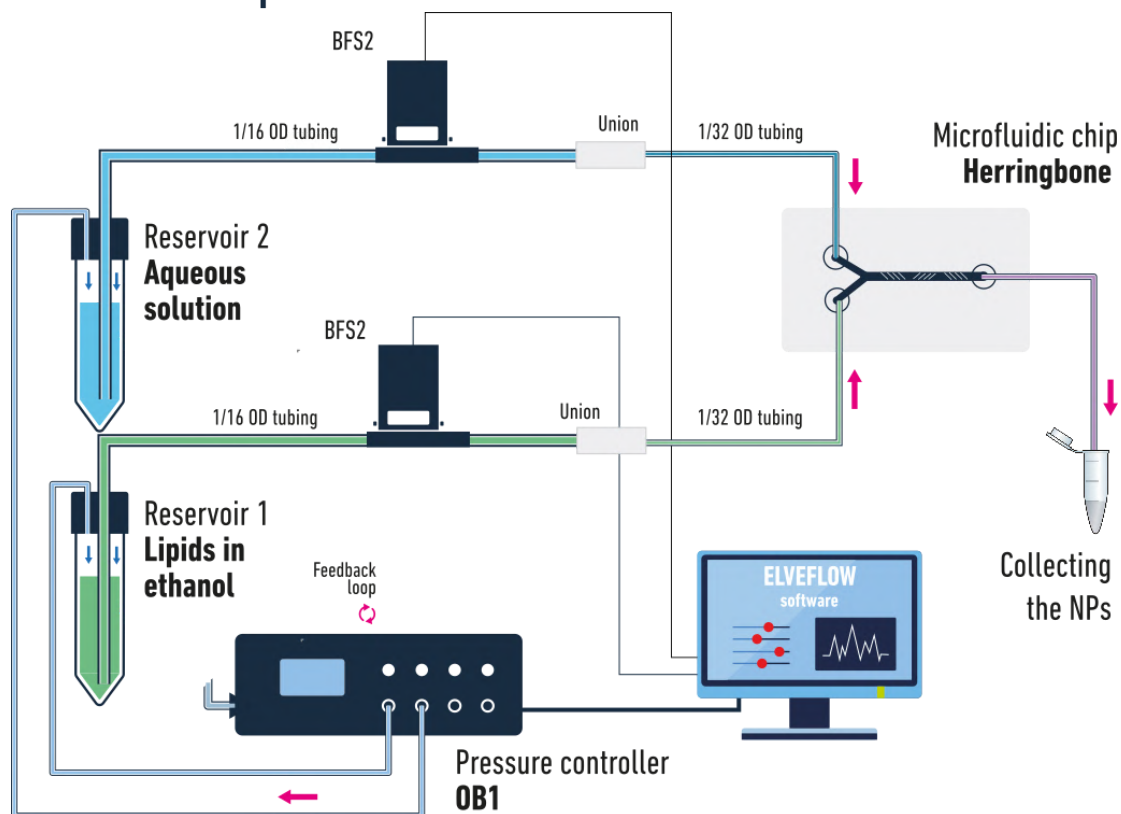 BFS2
1/16 OD tubing
Union
1/32 OD tubing
Microfluidic chip
Herringbone
Reservoir 2
Aqueous
solution
BFS2
1/16 OD tubing
Union
1/32 OD tubing
Reservoir 1
Lipids in
ethanol
Feedback
loop
ELVEFLOW
software
Collecting
the NPs
Pressure controller
OB1